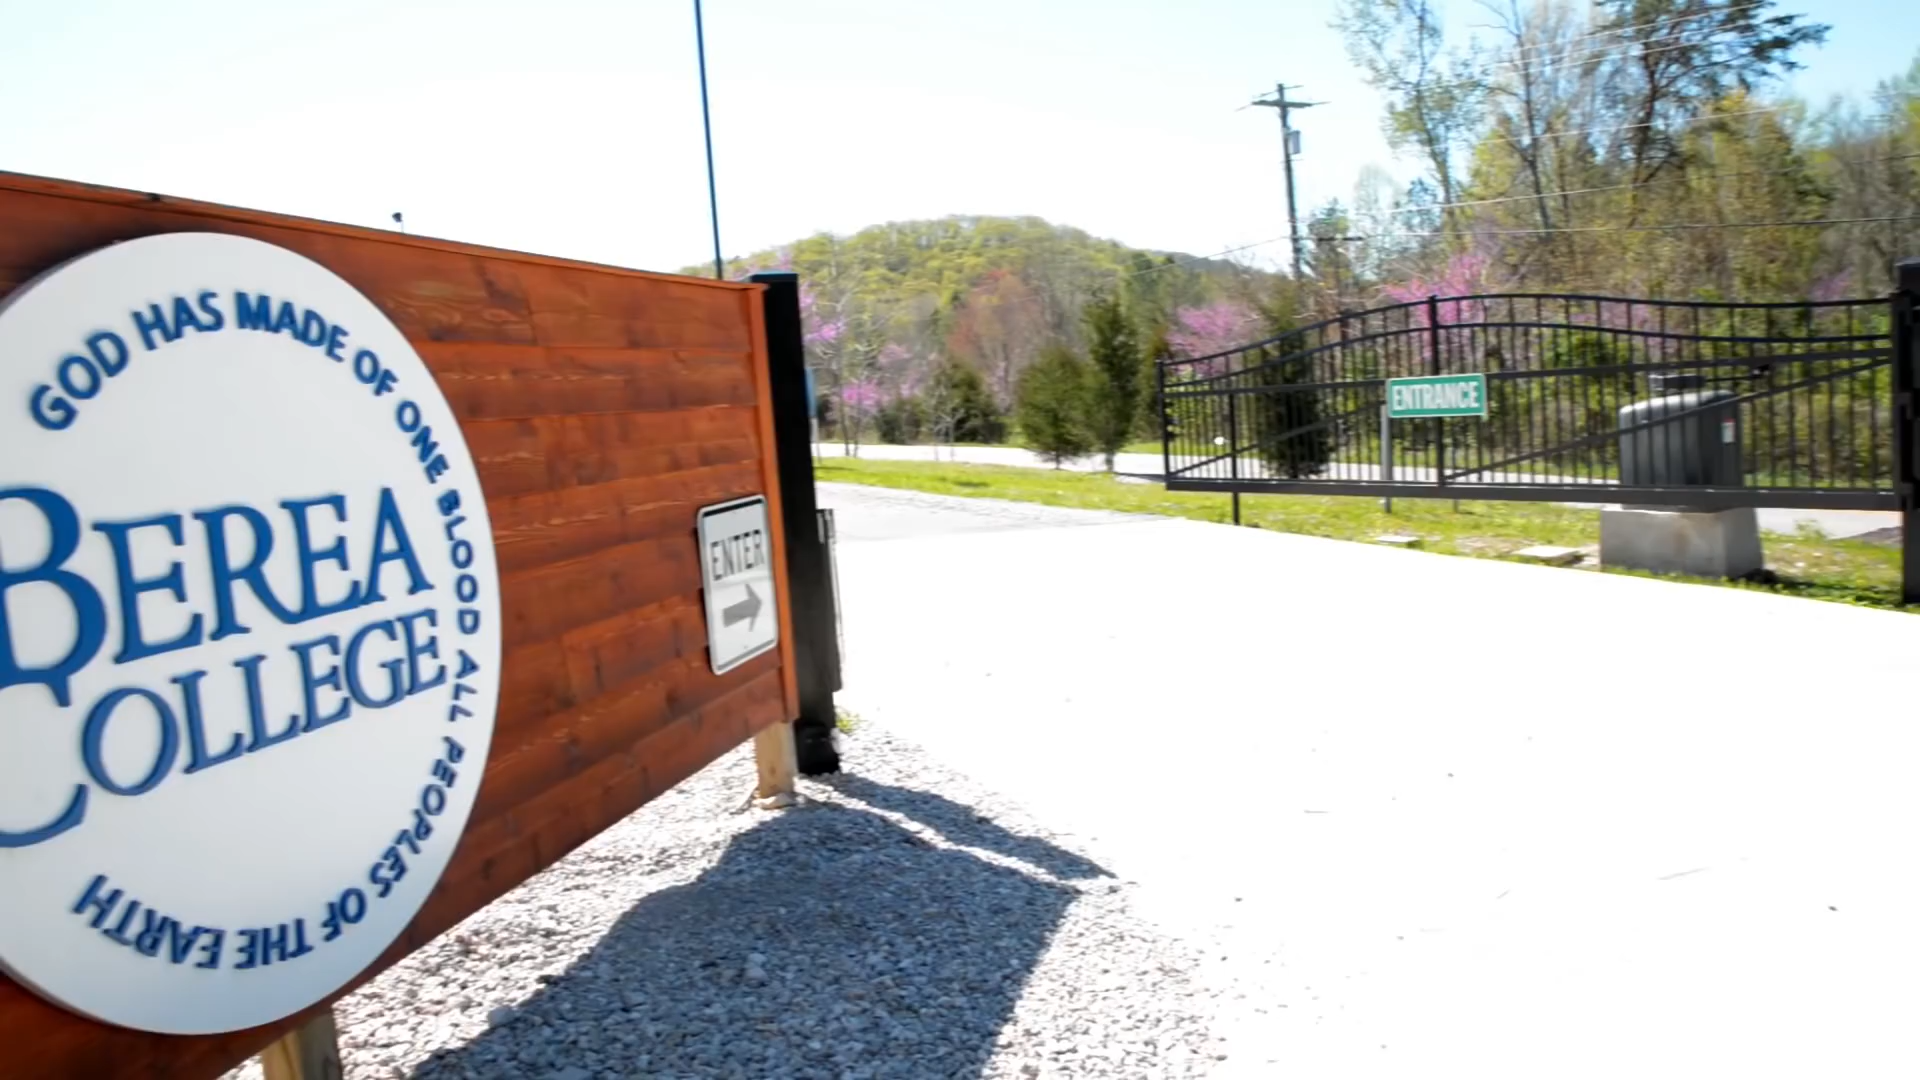 GOD HAS MADE OF ONE BLOOD ALL PEOPLES OF THE EARTH
BEREA
COLLEGE
ENTER
ENTRANCE